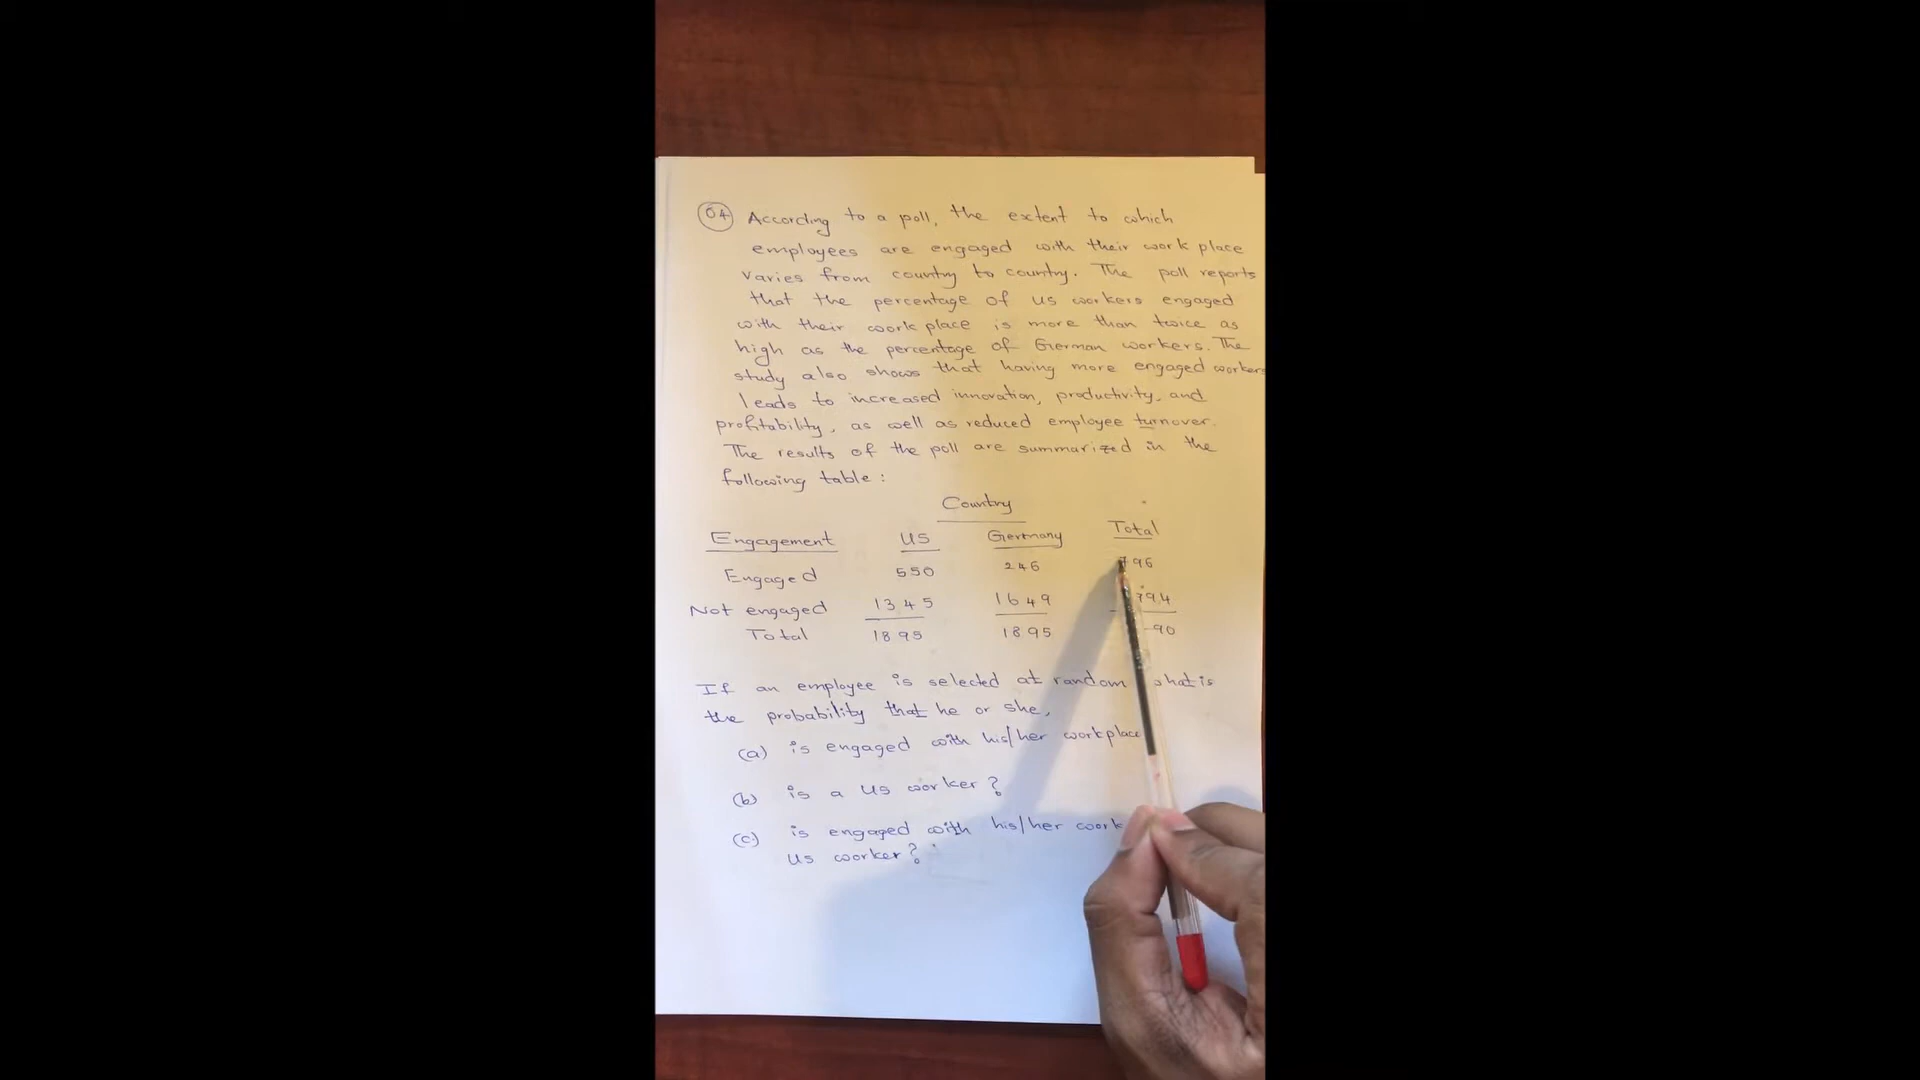 04 According to a poll, the extent to which
employees are engaged with their work place
varies from country to country. The poll reports
that the percentage of US workers engaged
with their work place is more than twice as
high as the percentage of German workers. The
study also shows that having more engaged workers
leads to increased innovation, productivity, and
profitability, as well as reduced employee turnover.
The results of the poll are summarized in the
following table:
Country
Engagement US Germany Total
Engaged 550 246 796
Not engaged 1345 1649 794
Total 1895 1895 90
If an employee is selected at random what is
the probability that he or she,
(a) is engaged with his/her workplace
(b) is a US worker?
(c) is engaged with his/her work
US worker?